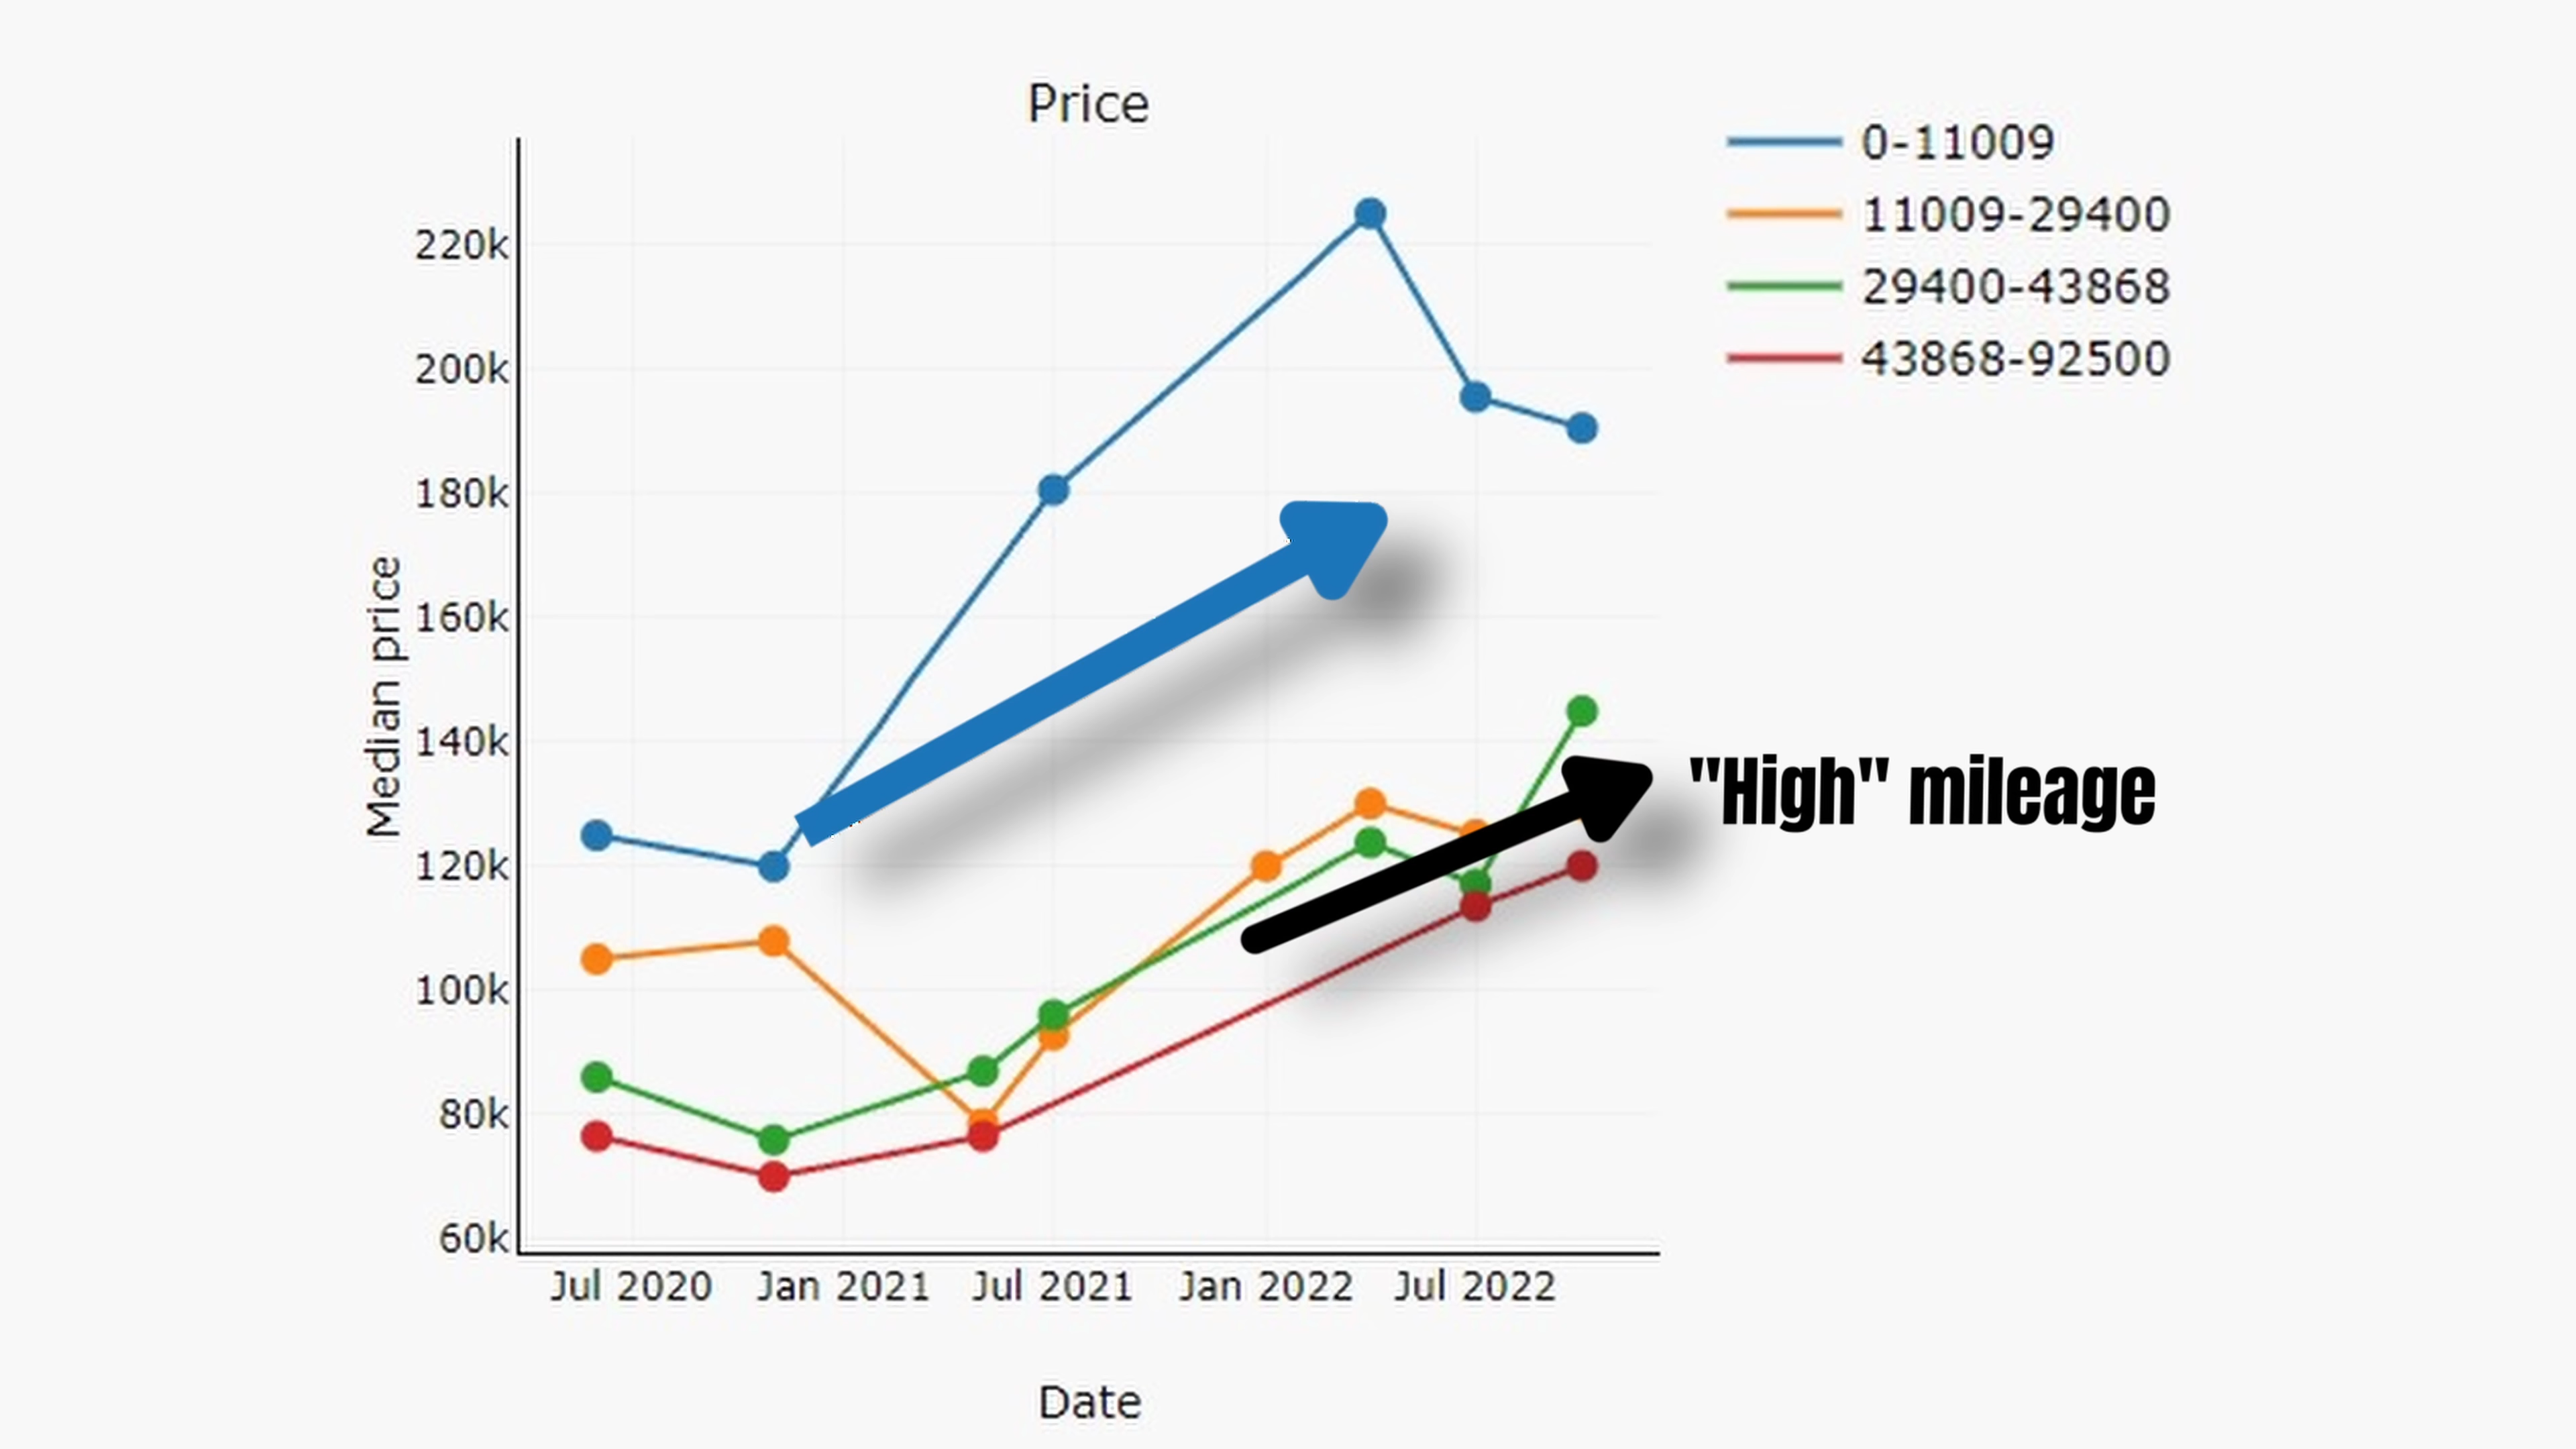 Price
0-11009
11009-29400
29400-43868
43868-92500
220k
200k
180k
160k
140k
120k
100k
80k
60k
Median price
"High" mileage
Jul 2020 Jan 2021 Jul 2021 Jan 2022 Jul 2022
Date